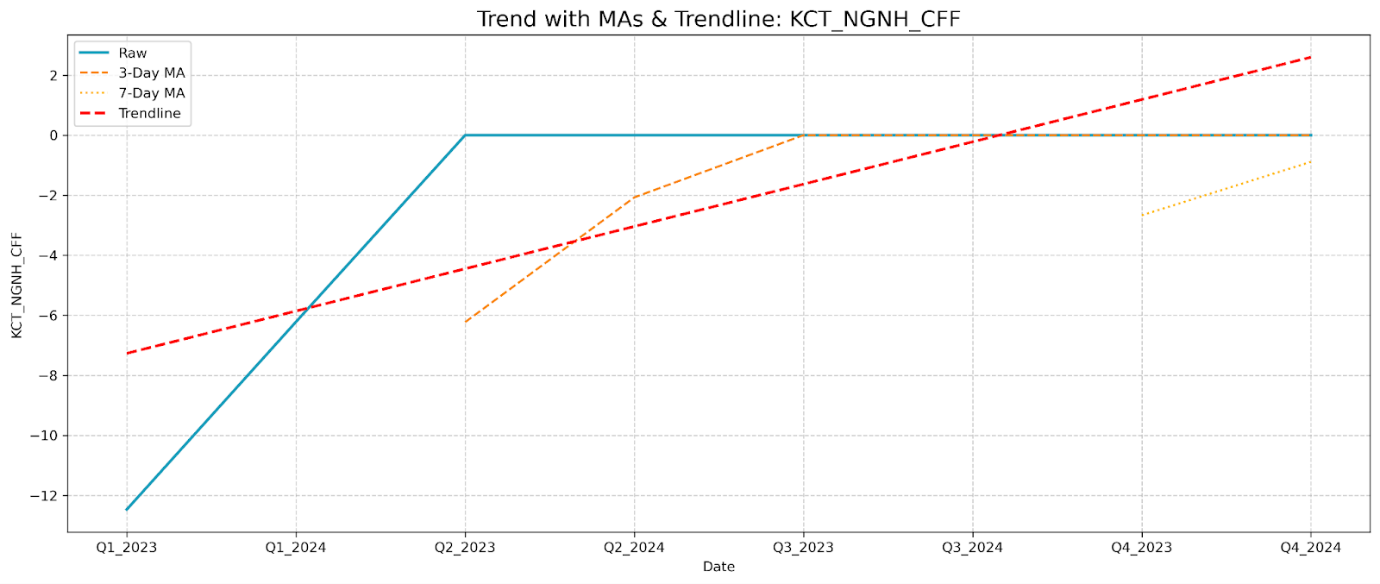 Trend with MAs & Trendline: KCT_NGNH_CFF
Raw
3-Day MA
7-Day MA
Trendline
2
0
−2
−4
−6
−8
−10
−12
KCT_NGNH_CFF
Q1_2023 Q1_2024 Q2_2023 Q2_2024 Q3_2023 Q3_2024 Q4_2023 Q4_2024
Date